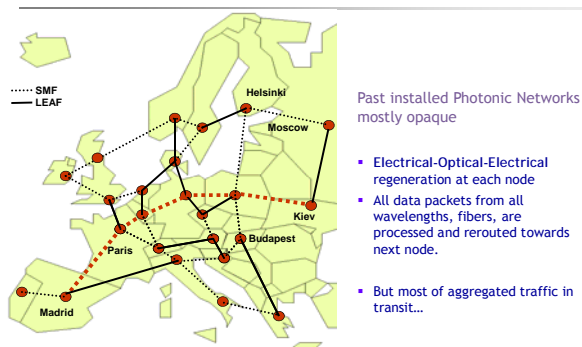 SMF
LEAF
Helsinki
Moscow
Kiev
Budapest
Paris
Madrid
Past installed Photonic Networks
mostly opaque
▪ Electrical-Optical-Electrical
regeneration at each node
▪ All data packets from all
wavelengths, fibers, are
processed and rerouted towards
next node.
▪ But most of aggregated traffic in
transit…